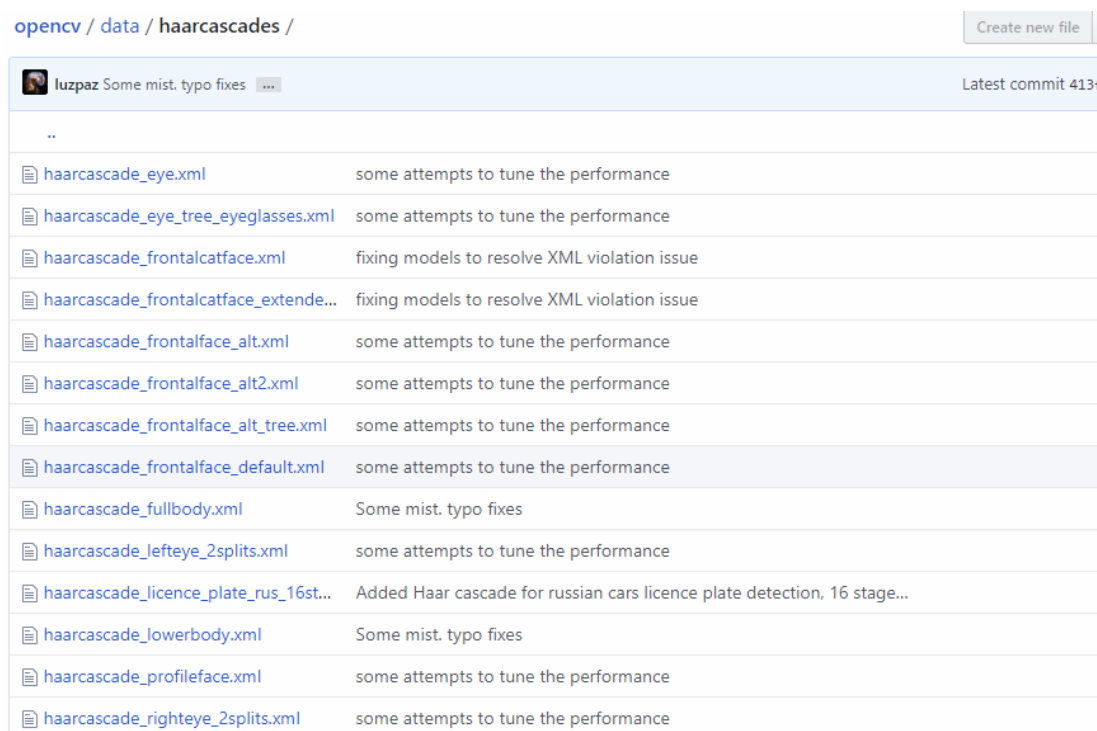 opencv / data / haarcascades /
Create new file
luzpaz Some mist. typo fixes ...
Latest commit 413
..
haarcascade_eye.xml some attempts to tune the performance
haarcascade_eye_tree_eyeglasses.xml some attempts to tune the performance
haarcascade_frontalcatface.xml fixing models to resolve XML violation issue
haarcascade_frontalcatface_extende... fixing models to resolve XML violation issue
haarcascade_frontalface_alt.xml some attempts to tune the performance
haarcascade_frontalface_alt2.xml some attempts to tune the performance
haarcascade_frontalface_alt_tree.xml some attempts to tune the performance
haarcascade_frontalface_default.xml some attempts to tune the performance
haarcascade_fullbody.xml Some mist. typo fixes
haarcascade_lefteye_2splits.xml some attempts to tune the performance
haarcascade_licence_plate_rus_16st... Added Haar cascade for russian cars licence plate detection, 16 stage...
haarcascade_lowerbody.xml Some mist. typo fixes
haarcascade_profileface.xml some attempts to tune the performance
haarcascade_righteye_2splits.xml some attempts to tune the performance